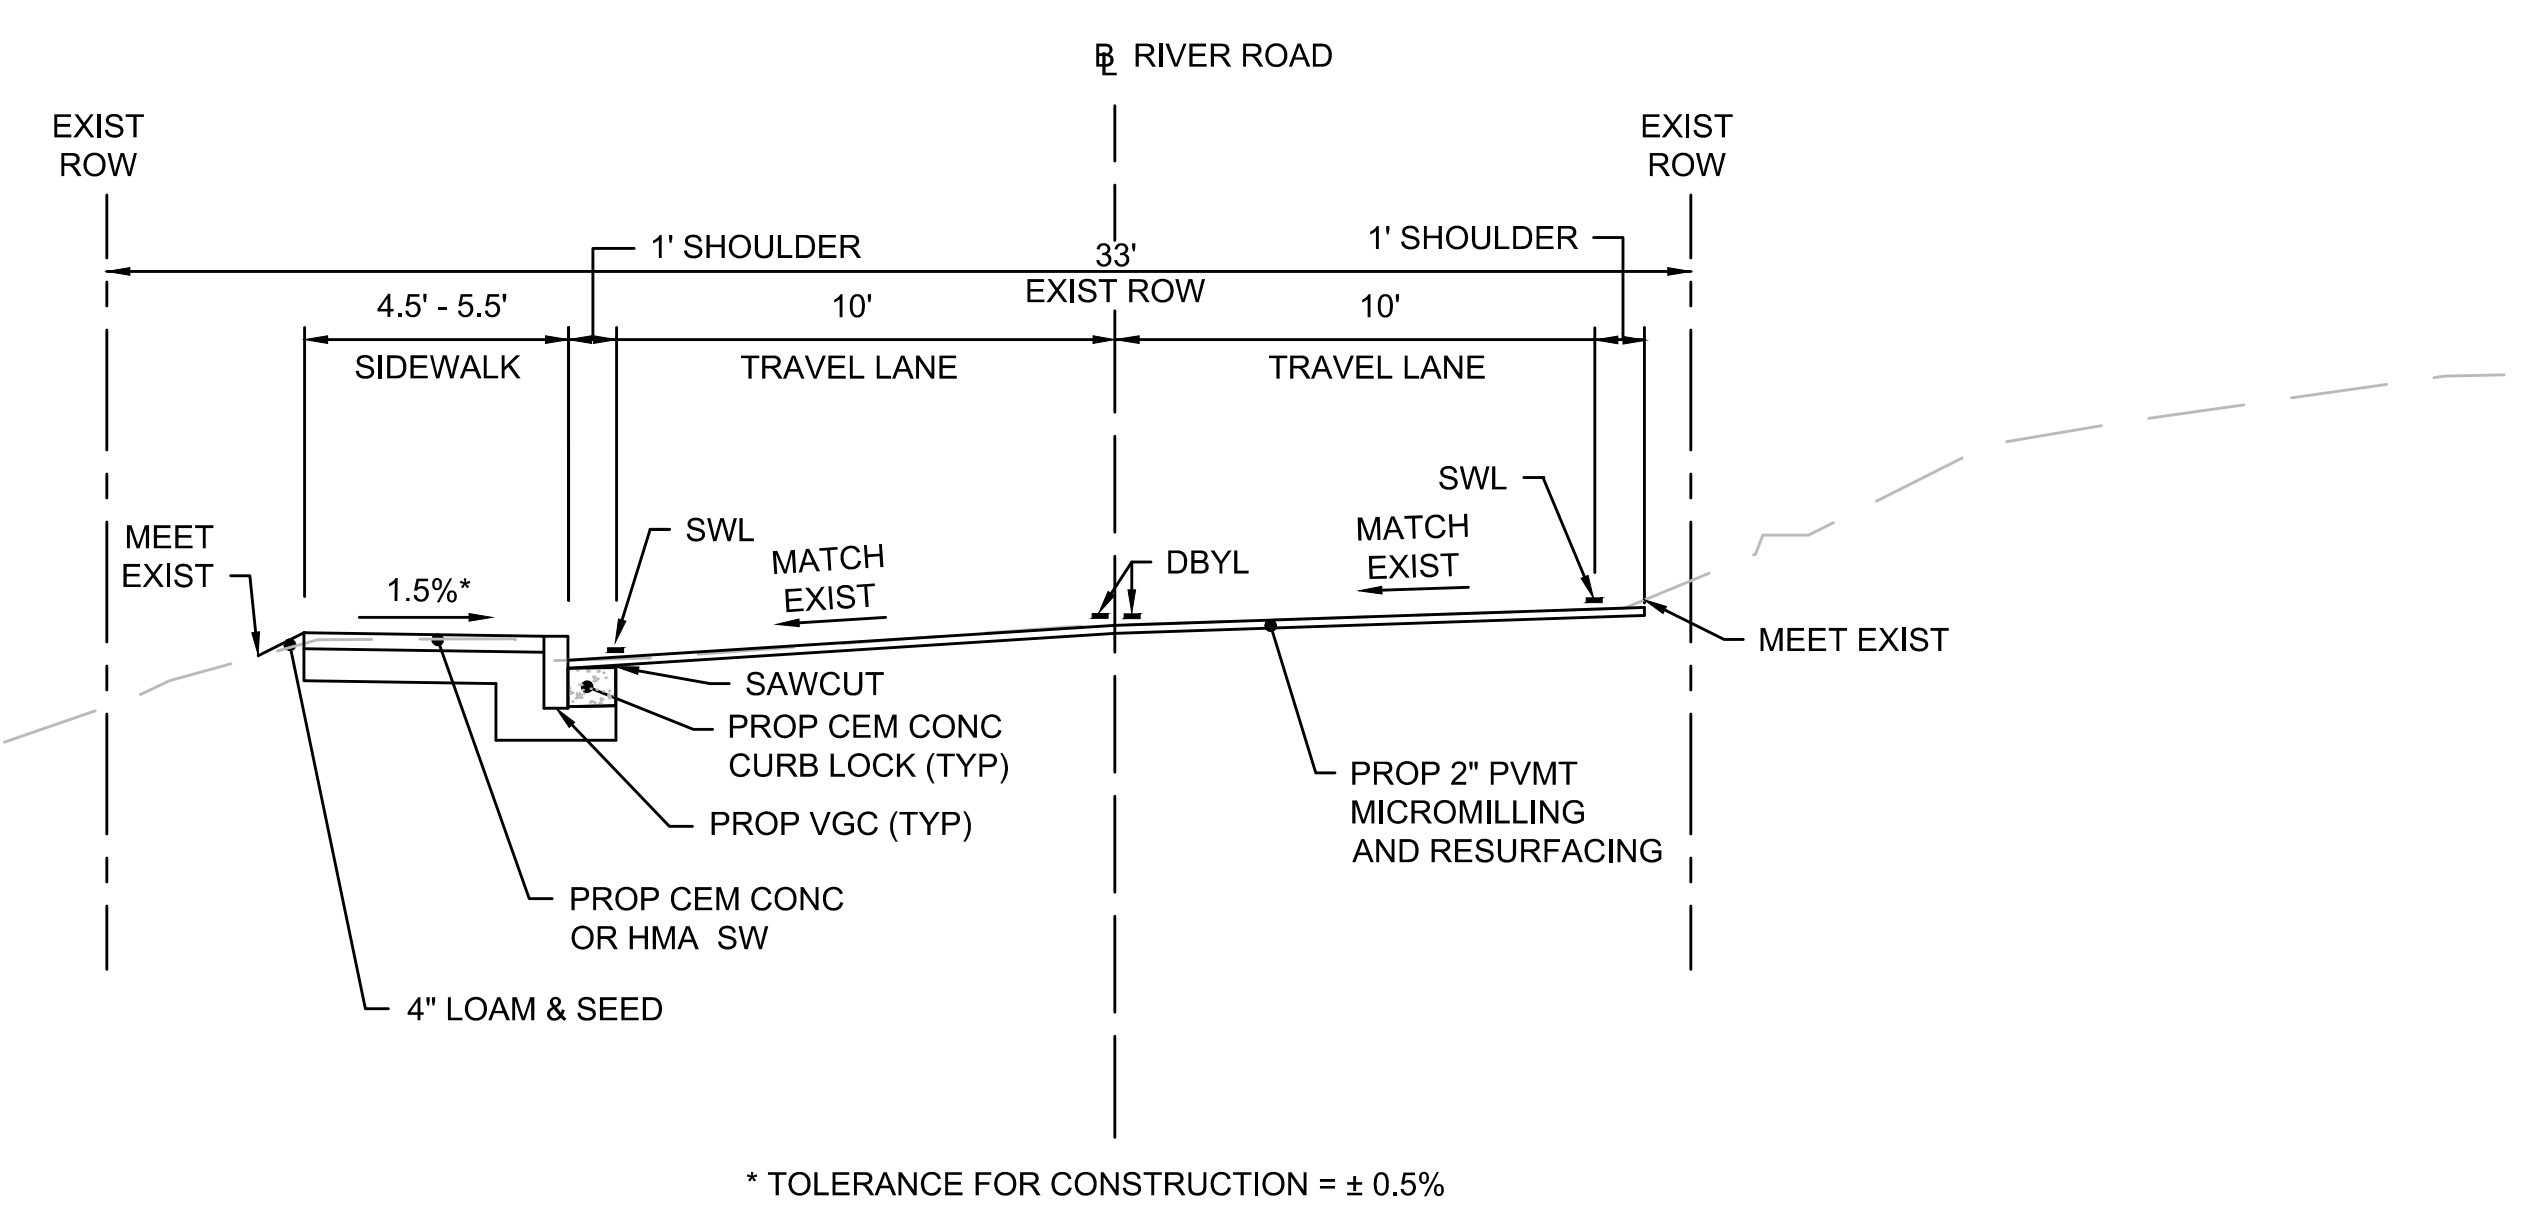 BL RIVER ROAD
EXIST
ROW
EXIST
ROW
1' SHOULDER
33'
1' SHOULDER
EXIST ROW
4.5' - 5.5'
10'
10'
SIDEWALK
TRAVEL LANE
TRAVEL LANE
MEET
EXIST
1.5%*
SWL
MATCH
EXIST
DBYL
MATCH
EXIST
SWL
MEET EXIST
SAWCUT
PROP CEM CONC
CURB LOCK (TYP)
PROP VGC (TYP)
PROP 2" PVMT
MICROMILLING
AND RESURFACING
PROP CEM CONC
OR HMA SW
4" LOAM & SEED
* TOLERANCE FOR CONSTRUCTION = ± 0.5%